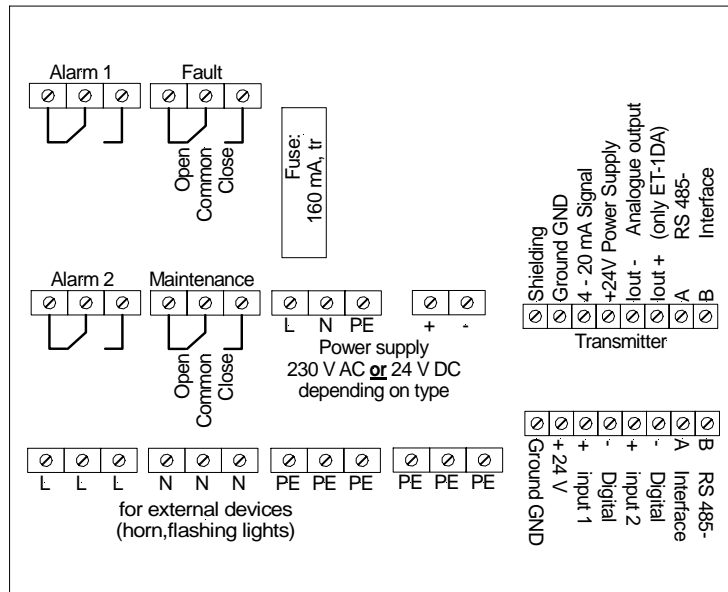 Alarm 1
Fault
Open
Common
Close
Fuse:
160 mA, tr
Alarm 2
Maintenance
Open
Common
Close
L N PE
+ -
Power supply
230 V AC or 24 V DC
depending on type
Shielding
Ground GND
4 - 20 mA Signal
+24V Power Supply
Iout - Analogue output
Iout + (only ET-1DA)
A RS 485-
B Interface
Transmitter
L L L
N N N
PE PE PE
PE PE PE
for external devices
(horn,flashing lights)
Ground GND
+ 24 V
+ input 1
- Digital
+ input 2
- Digital
A Interface
B RS 485-